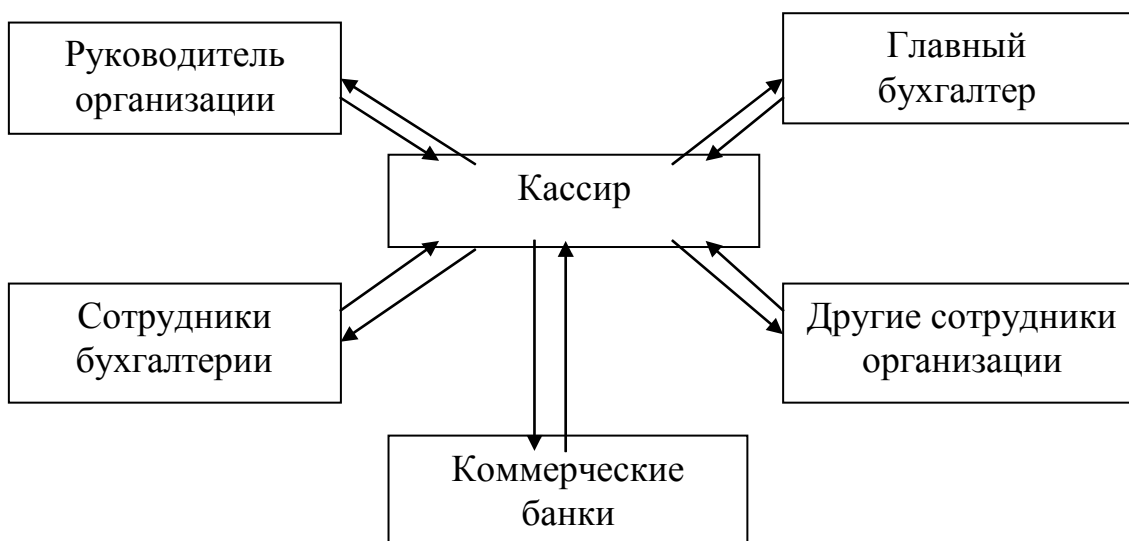 Руководитель
организации
Главный
бухгалтер
Кассир
Сотрудники
бухгалтерии
Другие сотрудники
организации
Коммерческие
банки